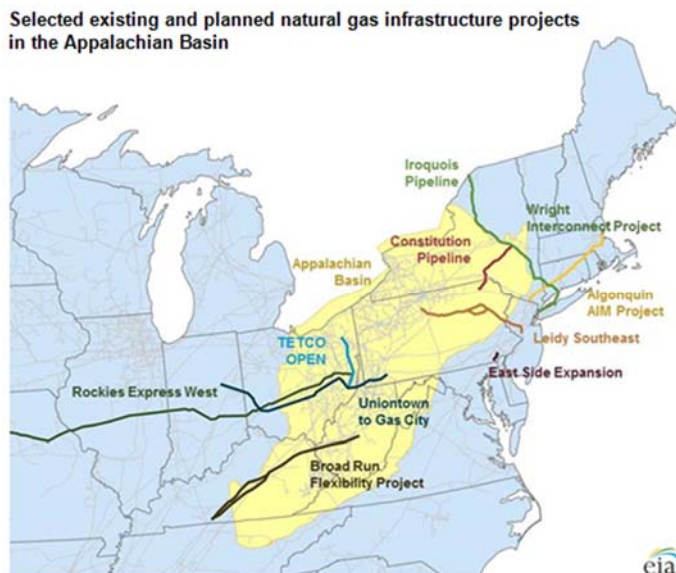 Selected existing and planned natural gas infrastructure projects
in the Appalachian Basin
Iroquois
Pipeline
Wright
Interconnect Project
Constitution
Pipeline
Appalachian
Basin
Algonquin
AIM Project
Leidy Southeast
TETCO
OPEN
East Side Expansion
Rockies Express West
Uniontown
to Gas City
Broad Run
Flexibility Project
eia